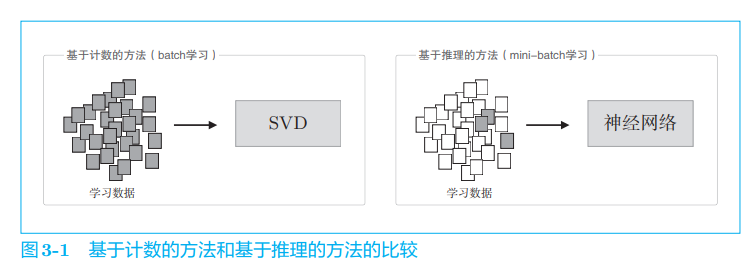 基于计数的方法（batch学习）
基于推理的方法（mini-batch学习）
SVD
神经网络
学习数据
学习数据
图3-1 基于计数的方法和基于推理的方法的比较